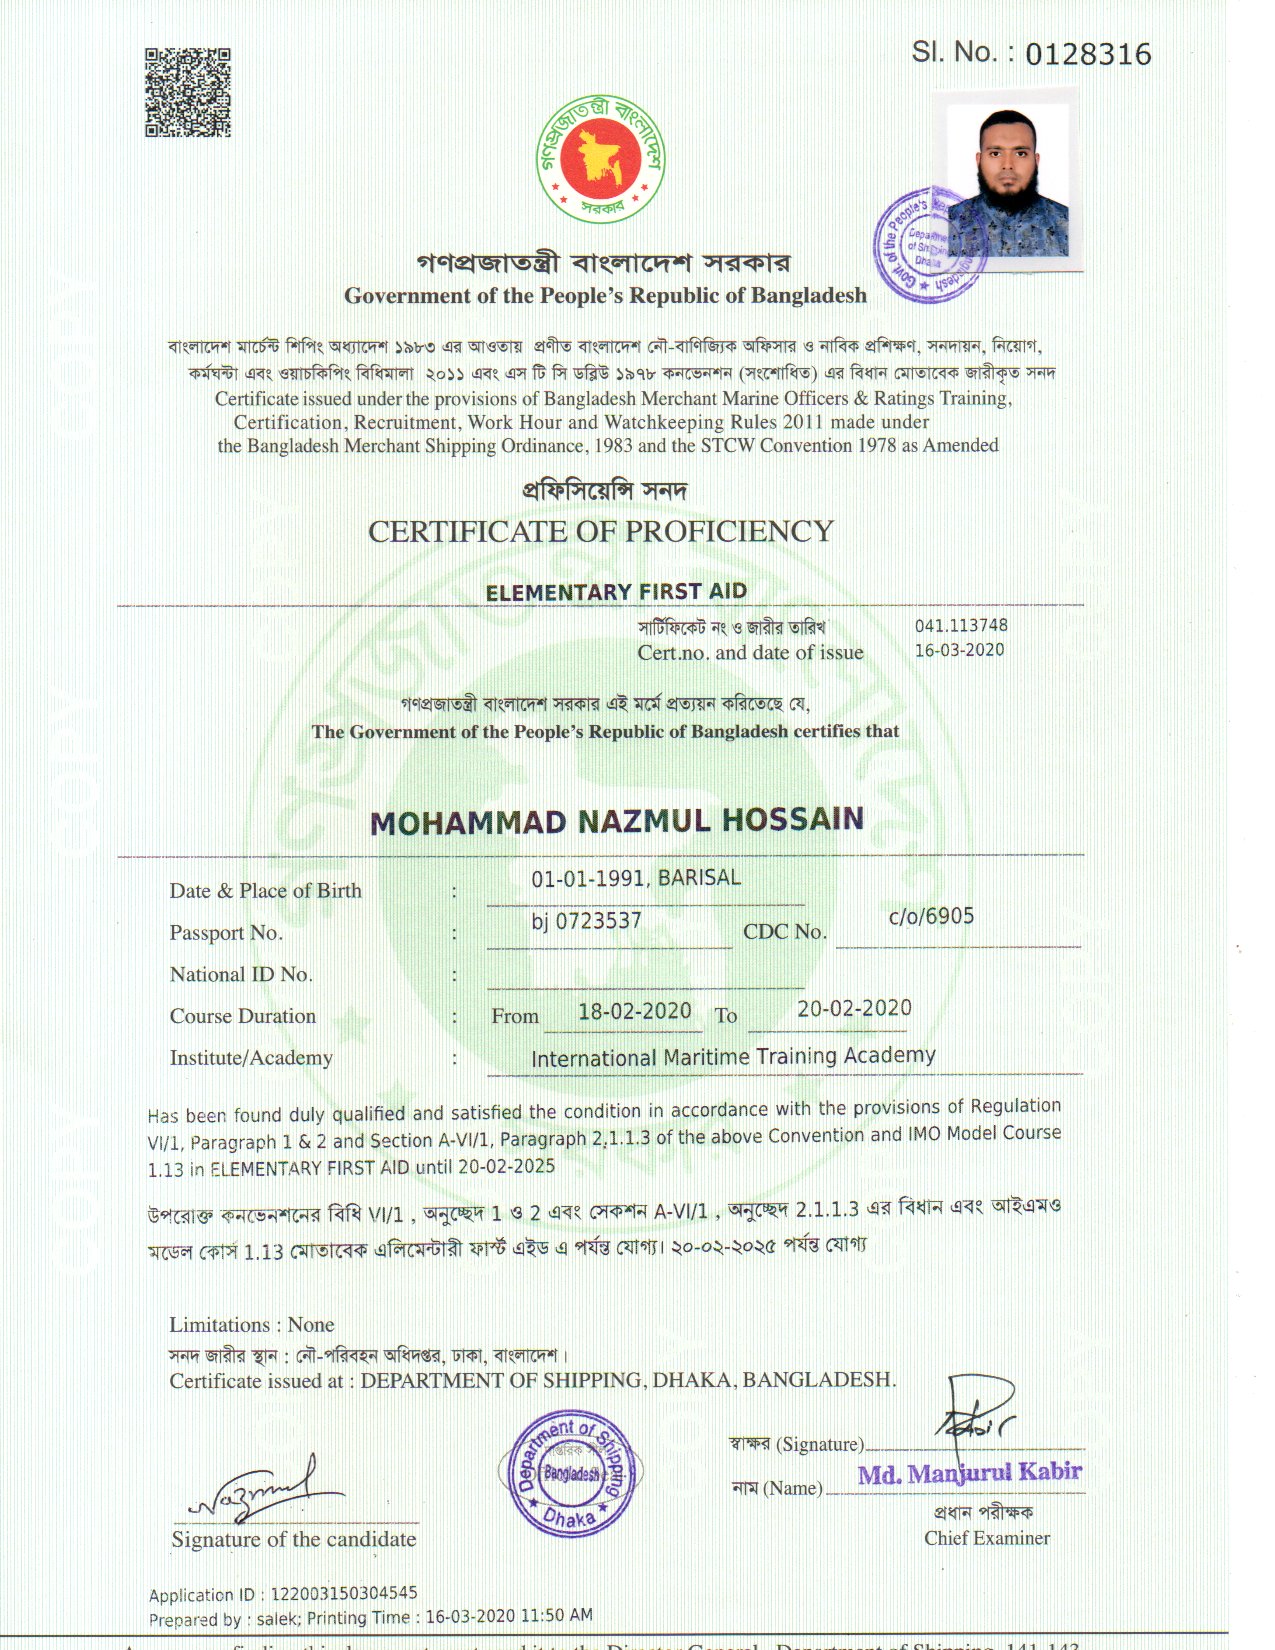 Sl. No. : 0128316
গণপ্রজাতন্ত্রী বাংলাদেশ
সরকার
Govt. of the People's
Department
of Shipping
Dhaka
গণপ্রজাতন্ত্রী বাংলাদেশ সরকার
Government of the People's Republic of Bangladesh
বাংলাদেশ মার্চেন্ট শিপিং অধ্যাদেশ ১৯৮৩ এর আওতায় প্রণীত বাংলাদেশ নৌ-বাণিজ্যিক অফিসার ও নাবিক প্রশিক্ষণ, সনদায়ন, নিয়োগ,
কর্মঘন্টা এবং ওয়াচকিপিং বিধিমালা ২০১১ এবং এস টি সি ডব্লিউ ১৯৭৮ কনভেনশন (সংশোধিত) এর বিধান মোতাবেক জারীকৃত সনদ
Certificate issued under the provisions of Bangladesh Merchant Marine Officers & Ratings Training,
Certification, Recruitment, Work Hour and Watchkeeping Rules 2011 made under
the Bangladesh Merchant Shipping Ordinance, 1983 and the STCW Convention 1978 as Amended
প্রফিসিয়েন্সি সনদ
CERTIFICATE OF PROFICIENCY
ELEMENTARY FIRST AID
সার্টিফিকেট নং ও জারীর তারিখ 041.113748
Cert.no. and date of issue 16-03-2020
গণপ্রজাতন্ত্রী বাংলাদেশ সরকার এই মর্মে প্রত্যয়ন করিতেছে যে,
The Government of the People's Republic of Bangladesh certifies that
MOHAMMAD NAZMUL HOSSAIN
Date & Place of Birth : 01-01-1991, BARISAL
Passport No. : bj 0723537 CDC No. c/o/6905
National ID No. :
Course Duration : From 18-02-2020 To 20-02-2020
Institute/Academy : International Maritime Training Academy
Has been found duly qualified and satisfied the condition in accordance with the provisions of Regulation
VI/1, Paragraph 1 & 2 and Section A-VI/1, Paragraph 2.1.1.3 of the above Convention and IMO Model Course
1.13 in ELEMENTARY FIRST AID until 20-02-2025
উপরোক্ত কনভেনশনের বিধি VI/1 , অনুচ্ছেদ 1 ও 2 এবং সেকশন A-VI/1 , অনুচ্ছেদ 2.1.1.3 এর বিধান এবং আইএমও
মডেল কোর্স 1.13 মোতাবেক এলিমেন্টারী ফার্স্ট এইড এ পর্যন্ত যোগ্য। ২০-০২-২০২৫ পর্যন্ত যোগ্য
Limitations : None
সনদ জারীর স্থান : নৌ-পরিবহন অধিদপ্তর, ঢাকা, বাংলাদেশ।
Certificate issued at : DEPARTMENT OF SHIPPING, DHAKA, BANGLADESH.
Department of Shipping
Bangladesh
Dhaka
স্বাক্ষর (Signature)
নাম (Name) Md. Manjurul Kabir
প্রধান পরীক্ষক
Chief Examiner
Nazmul
Signature of the candidate
Application ID : 122003150304545
Prepared by : salek; Printing Time : 16-03-2020 11:50 AM